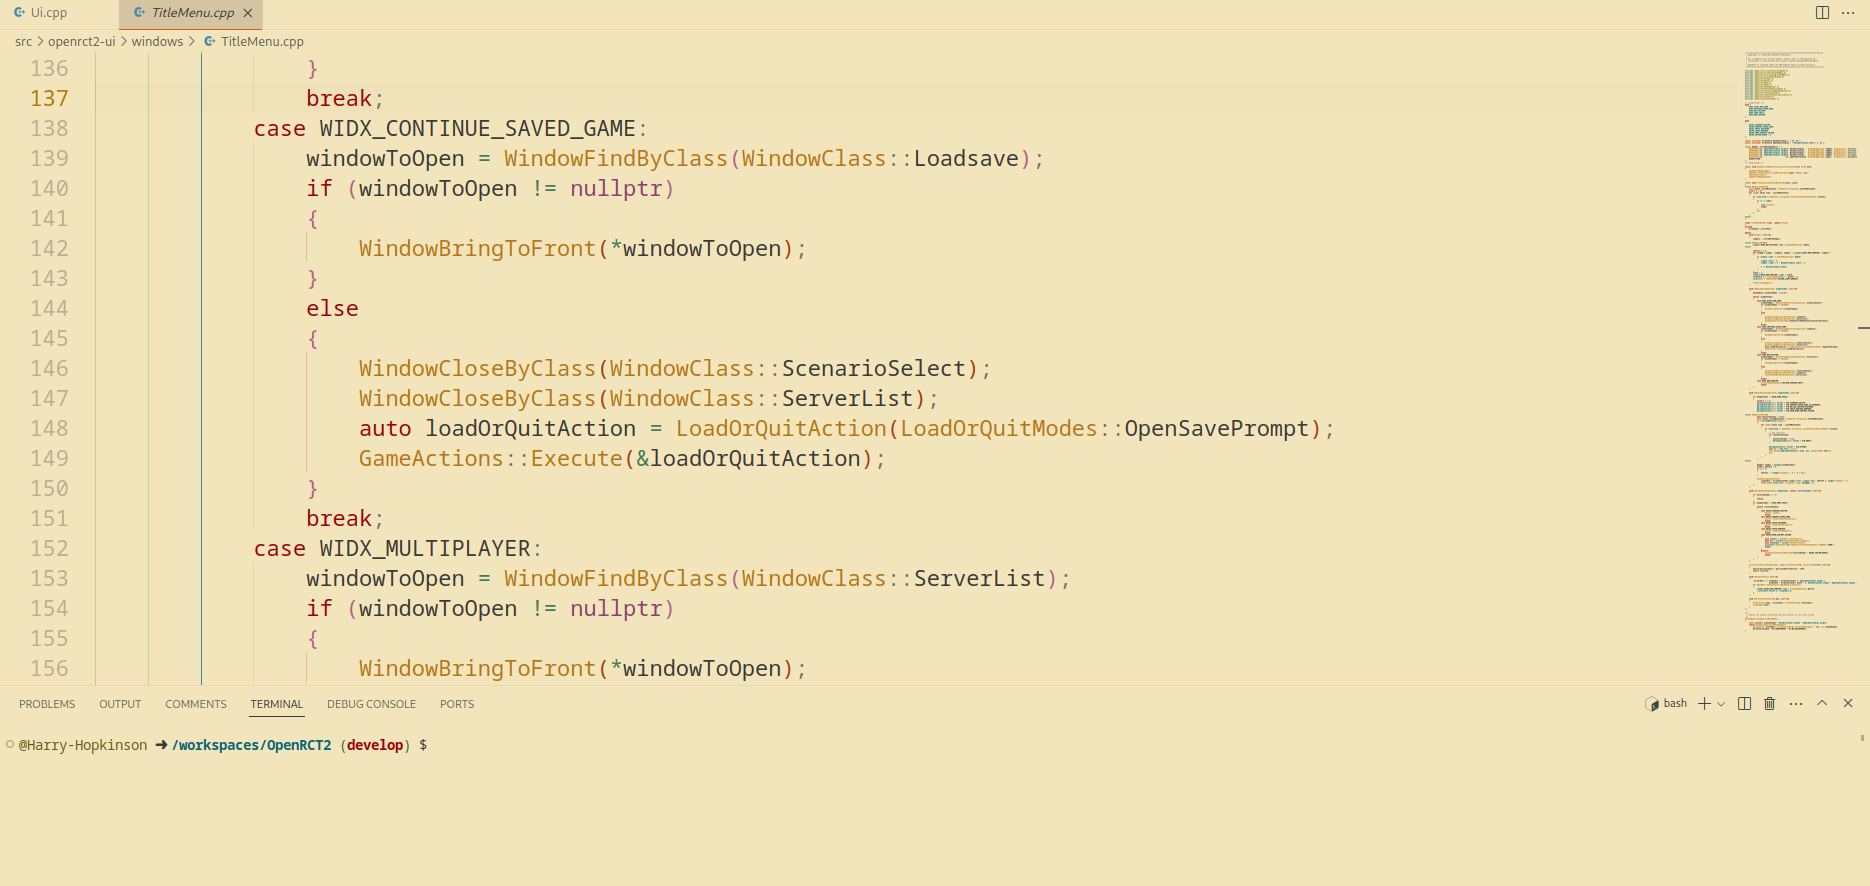 Ui.cpp TitleMenu.cpp
src > openrct2-ui > windows > TitleMenu.cpp
136 }
137 break;
138 case WIDX_CONTINUE_SAVED_GAME:
139 windowToOpen = WindowFindByClass(WindowClass::Loadsave);
140 if (windowToOpen != nullptr)
141 {
142 WindowBringToFront(*windowToOpen);
143 }
144 else
145 {
146 WindowCloseByClass(WindowClass::ScenarioSelect);
147 WindowCloseByClass(WindowClass::ServerList);
148 auto loadOrQuitAction = LoadOrQuitAction(LoadOrQuitModes::OpenSavePrompt);
149 GameActions::Execute(&loadOrQuitAction);
150 }
151 break;
152 case WIDX_MULTIPLAYER:
153 windowToOpen = WindowFindByClass(WindowClass::ServerList);
154 if (windowToOpen != nullptr)
155 {
156 WindowBringToFront(*windowToOpen);
PROBLEMS OUTPUT COMMENTS TERMINAL DEBUG CONSOLE PORTS bash
@Harry-Hopkinson ➜ /workspaces/OpenRCT2 (develop) $